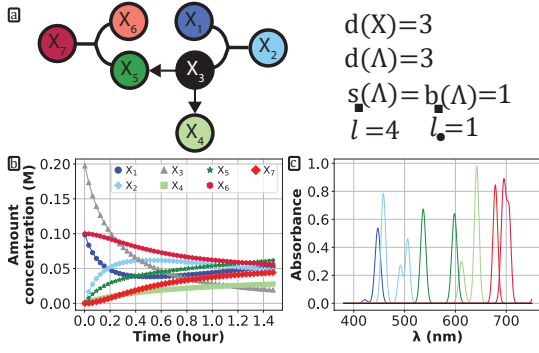 a
X₆
X₁
X₇
X₂
X₅
X₃
X₄
d(X)=3
d(Λ)=3
s(Λ)= b(Λ)=1
l =4 l•=1
b
0.20
0.15
0.10
0.05
0.00
Amount
concentration (M)
X₁ X₃ X₅ X₇
X₂ X₄ X₆
0.0 0.2 0.4 0.6 0.8 1.0 1.2 1.4
Time (hour)
c
1.0
0.8
0.6
0.4
0.2
0.0
Absorbance
400 500 600 700
λ (nm)